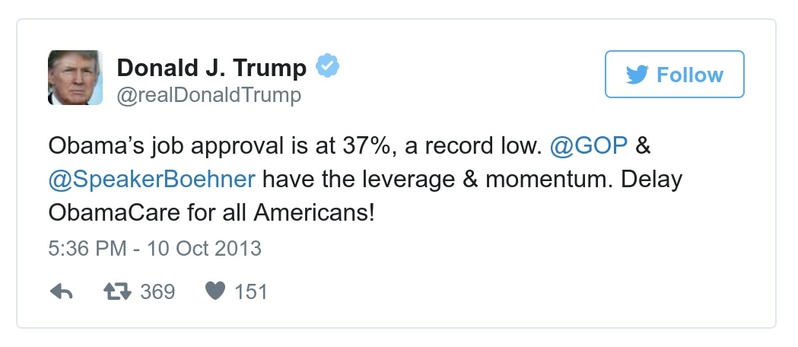 Donald J. Trump
@realDonaldTrump
Follow
Obama’s job approval is at 37%, a record low. @GOP &
@SpeakerBoehner have the leverage & momentum. Delay
ObamaCare for all Americans!
5:36 PM - 10 Oct 2013
369 151